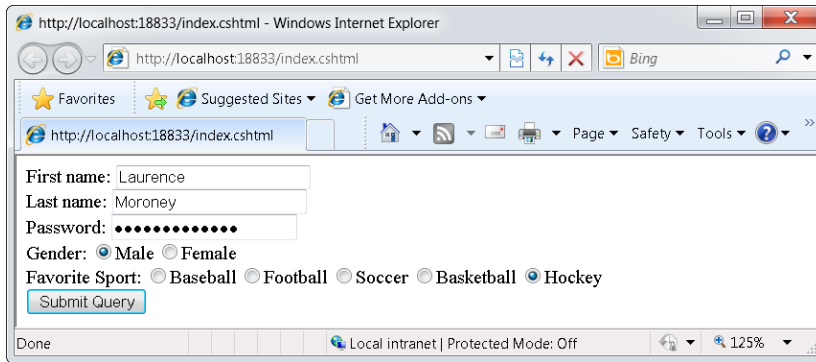 http://localhost:18833/index.cshtml - Windows Internet Explorer
http://localhost:18833/index.cshtml Bing
Favorites Suggested Sites Get More Add-ons
http://localhost:18833/index.cshtml Page Safety Tools »
First name: Laurence
Last name: Moroney
Password: •••••••••••••
Gender: Male Female
Favorite Sport: Baseball Football Soccer Basketball Hockey
Submit Query
Done Local intranet | Protected Mode: Off 125%